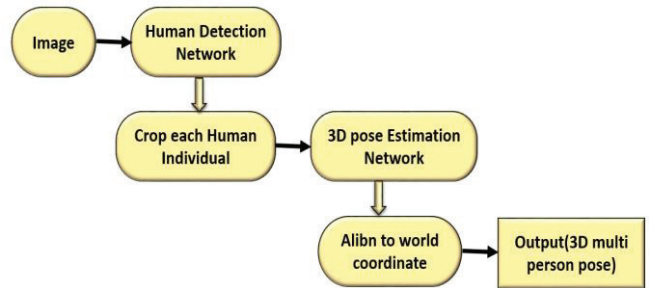 Image
Human Detection
Network
Crop each Human
Individual
3D pose Estimation
Network
Alibn to world
coordinate
Output(3D multi
person pose)